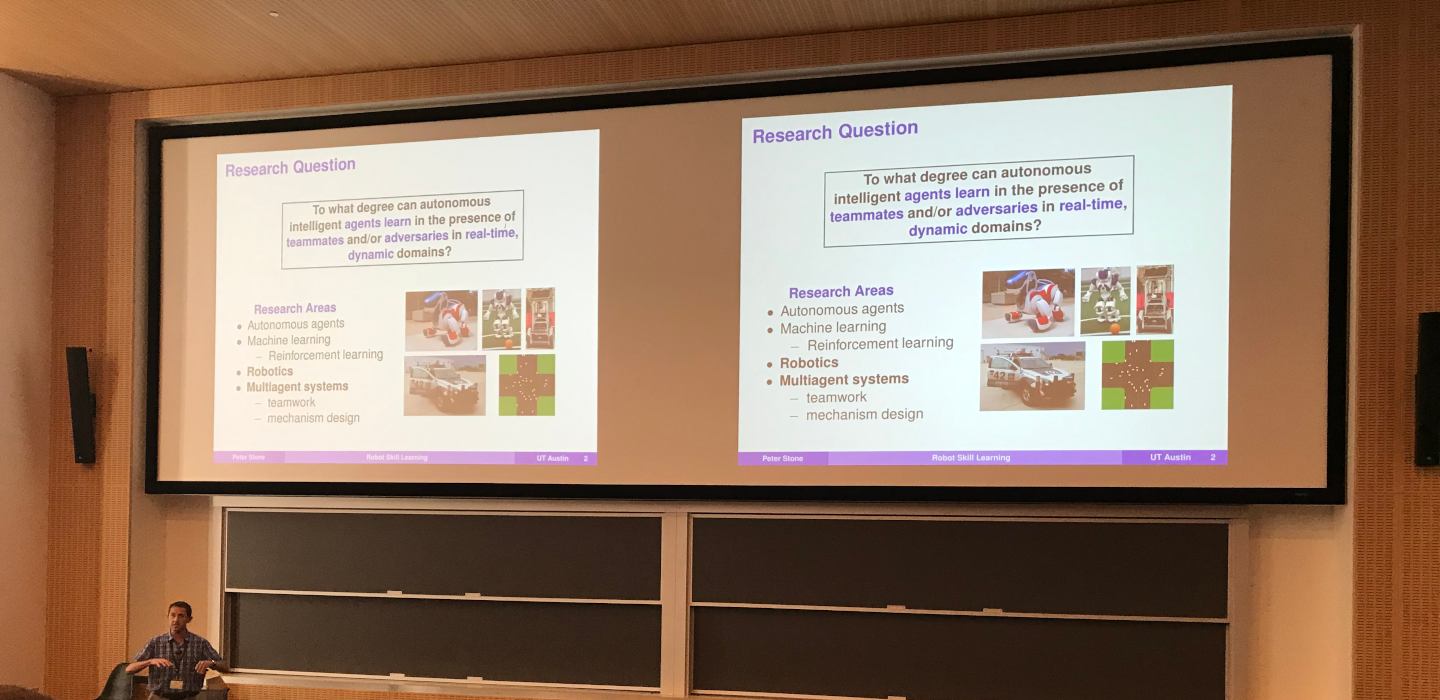 Research Question
To what degree can autonomous
intelligent agents learn in the presence of
teammates and/or adversaries in real-time,
dynamic domains?
Research Areas
• Autonomous agents
• Machine learning
– Reinforcement learning
• Robotics
• Multiagent systems
– teamwork
– mechanism design
Peter Stone Robot Skill Learning UT Austin 2
Research Question
To what degree can autonomous
intelligent agents learn in the presence of
teammates and/or adversaries in real-time,
dynamic domains?
Research Areas
• Autonomous agents
• Machine learning
– Reinforcement learning
• Robotics
• Multiagent systems
– teamwork
– mechanism design
42
Peter Stone Robot Skill Learning UT Austin 2